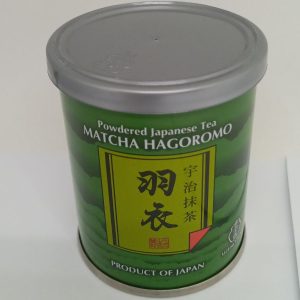 Powdered Japanese Tea
MATCHA HAGOROMO
宇治抹茶
羽衣
PRODUCT OF JAPAN